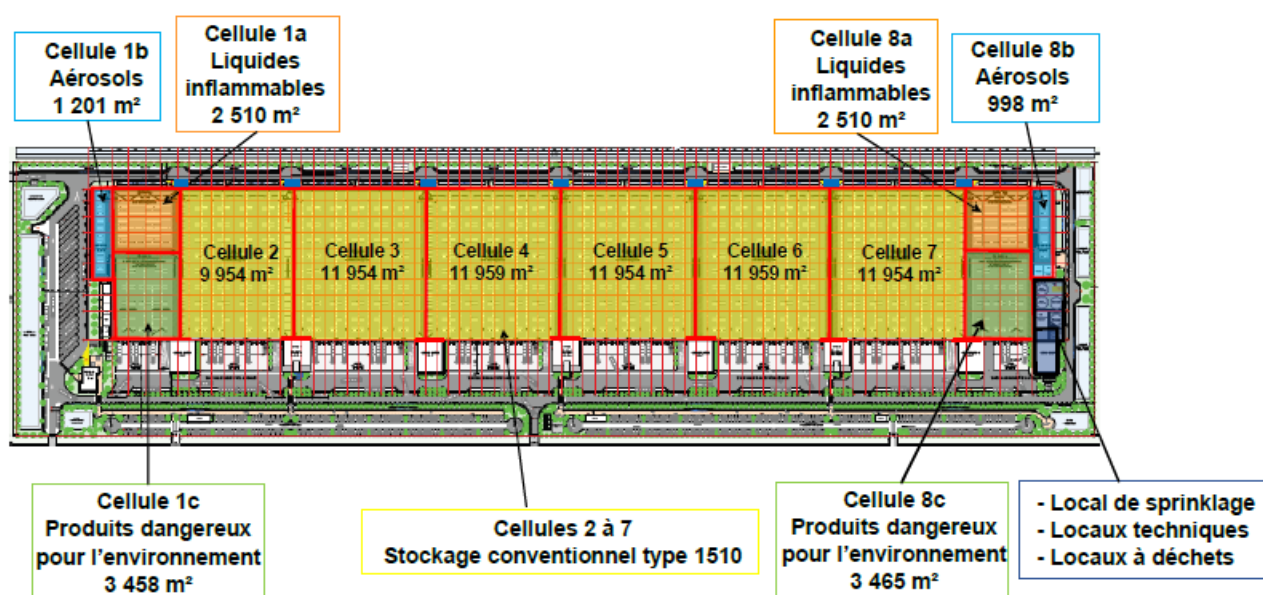 Cellule 1b
Aérosols
1 201 m²
Cellule 1a
Liquides
inflammables
2 510 m²
Cellule 8a
Liquides
inflammables
2 510 m²
Cellule 8b
Aérosols
998 m²
Cellule 2
9 954 m²
Cellule 3
11 954 m²
Cellule 4
11 959 m²
Cellule 5
11 954 m²
Cellule 6
11 959 m²
Cellule 7
11 954 m²
Cellule 1c
Produits dangereux
pour l’environnement
3 458 m²
Cellules 2 à 7
Stockage conventionnel type 1510
Cellule 8c
Produits dangereux
pour l’environnement
3 465 m²
- Local de sprinklage
- Locaux techniques
- Locaux à déchets